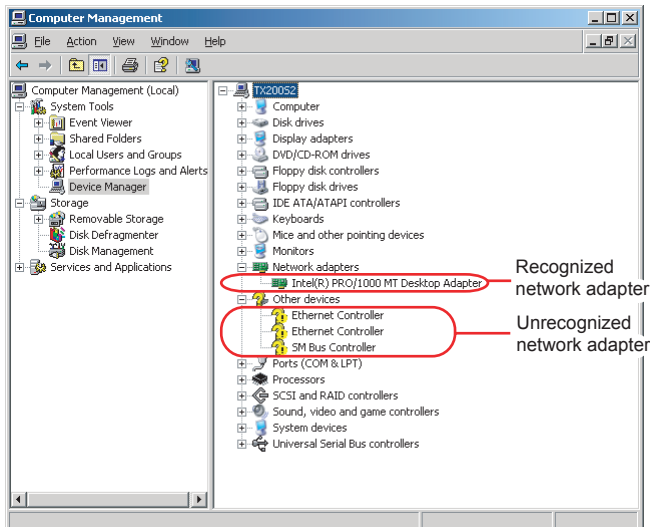 Computer Management
File Action View Window Help
Computer Management (Local)
System Tools
Event Viewer
Shared Folders
Local Users and Groups
Performance Logs and Alerts
Device Manager
Storage
Removable Storage
Disk Defragmenter
Disk Management
Services and Applications
TX200S2
Computer
Disk drives
Display adapters
DVD/CD-ROM drives
Floppy disk controllers
Floppy disk drives
IDE ATA/ATAPI controllers
Keyboards
Mice and other pointing devices
Monitors
Network adapters
Intel(R) PRO/1000 MT Desktop Adapter
Other devices
Ethernet Controller
Ethernet Controller
SM Bus Controller
Ports (COM & LPT)
Processors
SCSI and RAID controllers
Sound, video and game controllers
System devices
Universal Serial Bus controllers
Recognized
network adapter
Unrecognized
network adapter